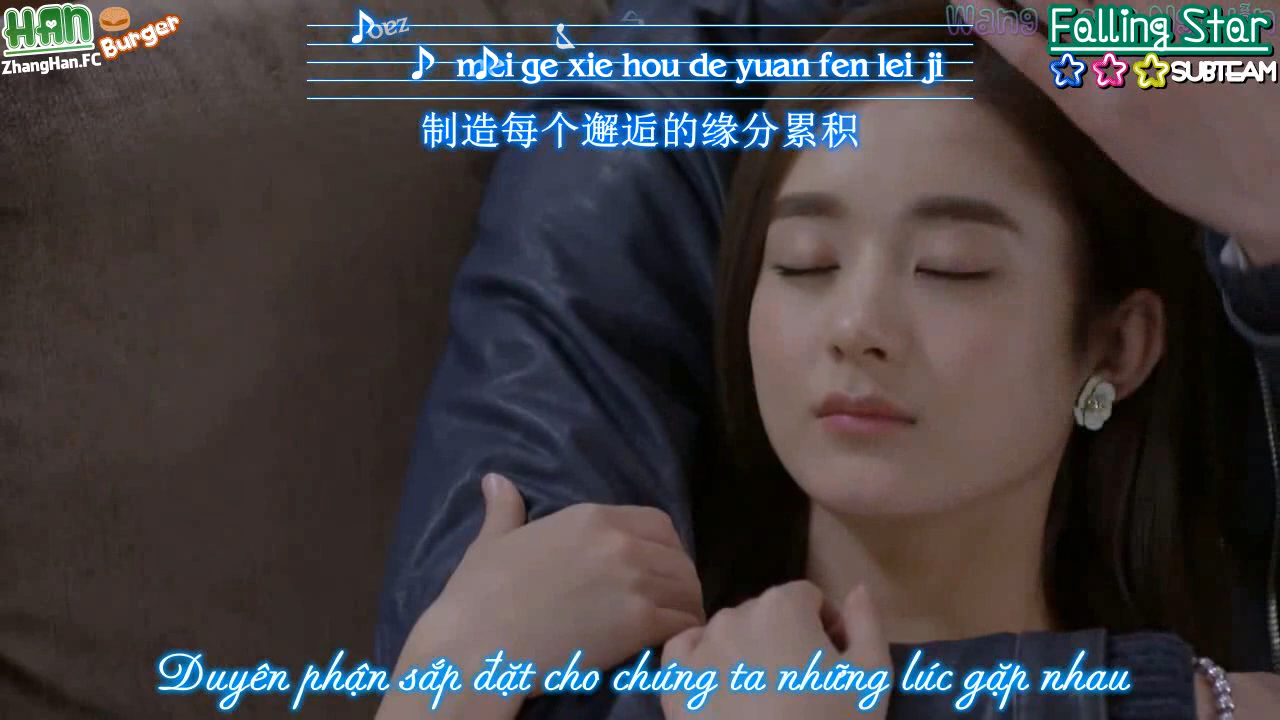 HAN
Burger
ZhangHan.FC
Falling Star
SUBTEAM
mei ge xie hou de yuan fen lei ji
制造每个邂逅的缘分累积
Duyên phận sắp đặt cho chúng ta những lúc gặp nhau